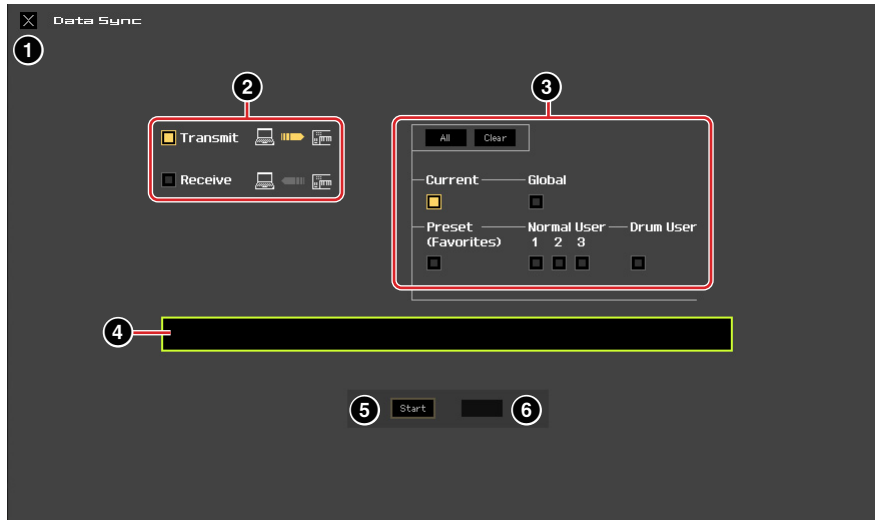 Data Sync
1
2
3
Transmit
Receive
All Clear
Current Global
Preset Normal User Drum User
(Favorites) 1 2 3
4
5 Start 6